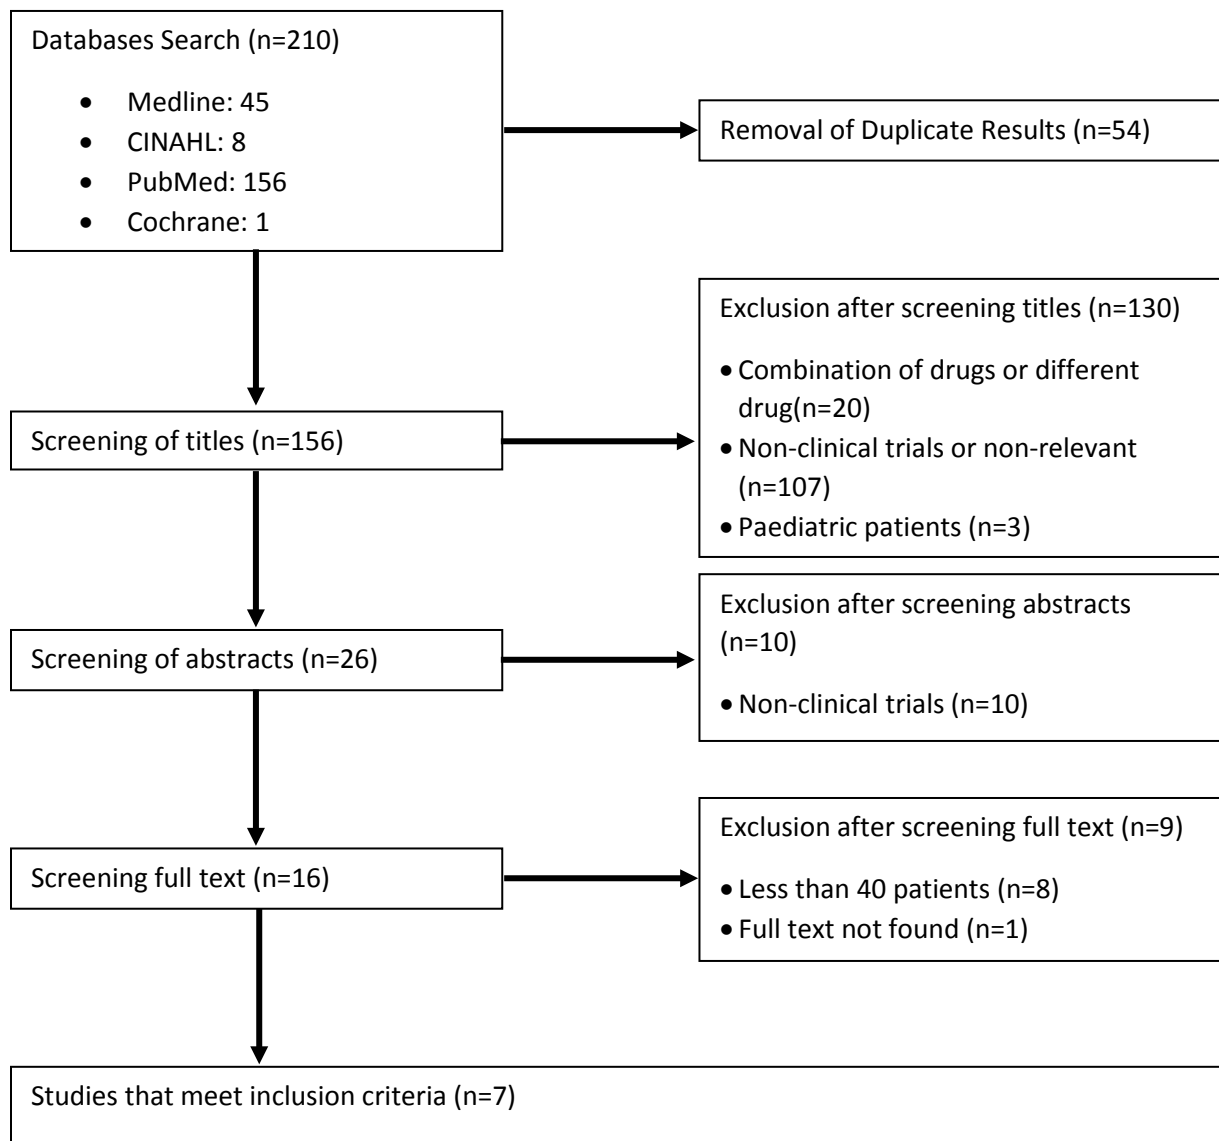 Databases Search (n=210)
• Medline: 45
• CINAHL: 8
• PubMed: 156
• Cochrane: 1
Removal of Duplicate Results (n=54)
Screening of titles (n=156)
Exclusion after screening titles (n=130)
• Combination of drugs or different
drug(n=20)
• Non-clinical trials or non-relevant
(n=107)
• Paediatric patients (n=3)
Screening of abstracts (n=26)
Exclusion after screening abstracts
(n=10)
• Non-clinical trials (n=10)
Screening full text (n=16)
Exclusion after screening full text (n=9)
• Less than 40 patients (n=8)
• Full text not found (n=1)
Studies that meet inclusion criteria (n=7)